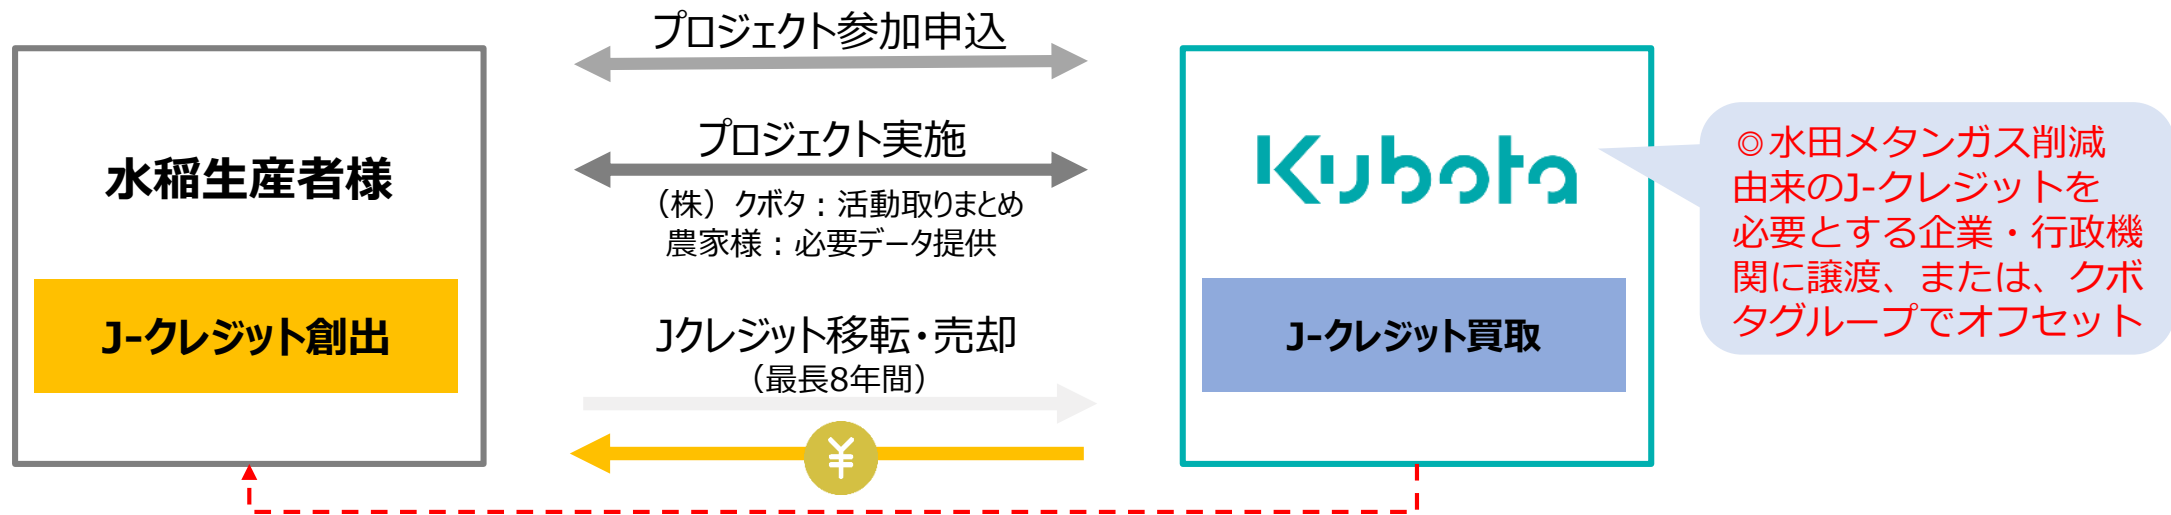 プロジェクト参加申込
水稲生産者様
J-クレジット創出
プロジェクト実施
（株）クボタ：活動取りまとめ
農家様：必要データ提供
Jクレジット移転・売却
（最長8年間）
¥
Kubota
J-クレジット買取
◎水田メタンガス削減
由来のJ-クレジットを
必要とする企業・行政機
関に譲渡、または、クボ
タグループでオフセット